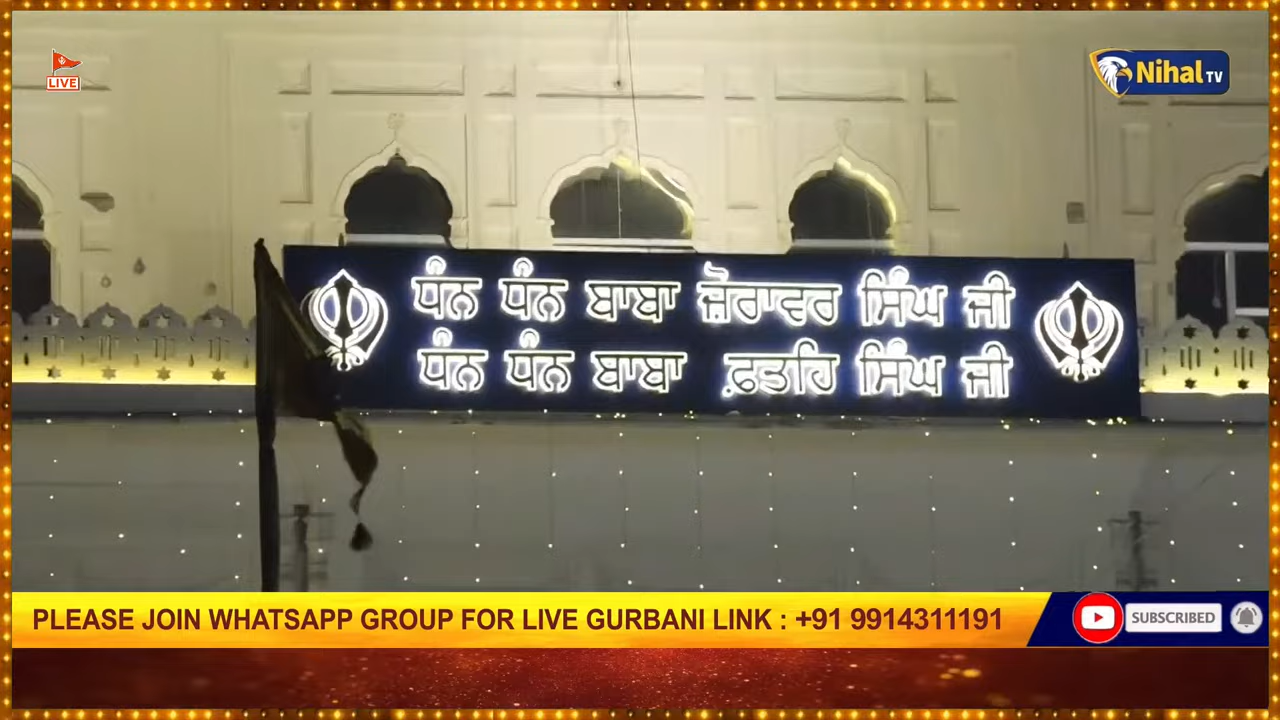 LIVE
Nihal TV
ਧੰਨ ਧੰਨ ਬਾਬਾ ਜ਼ੋਰਾਵਰ ਸਿੰਘ ਜੀ
ਧੰਨ ਧੰਨ ਬਾਬਾ ਫ਼ਤਹਿ ਸਿੰਘ ਜੀ
PLEASE JOIN WHATSAPP GROUP FOR LIVE GURBANI LINK : +91 9914311191
SUBSCRIBED